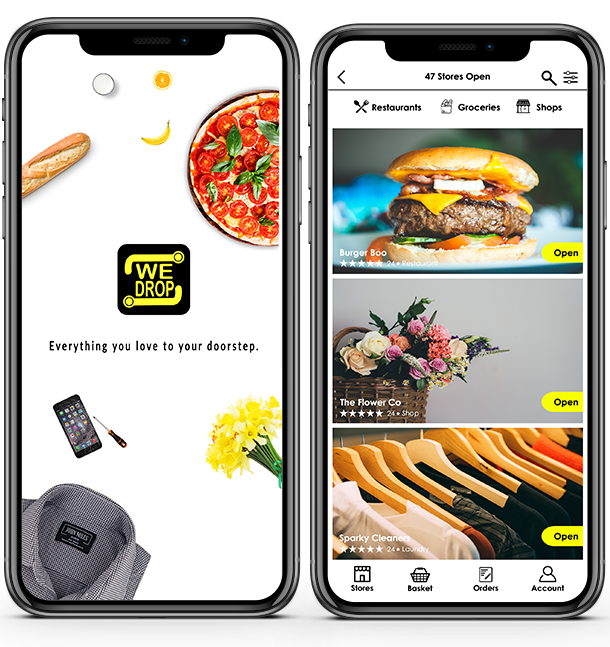 WE
DROP
Everything you love to your doorstep.
47 Stores Open
Restaurants
Groceries
Shops
Burger Boo
24 • Restaurant
Open
The Flower Co
24 • Shop
Open
Sparky Cleaners
24 • Laundry
Open
Stores
Basket
Orders
Account